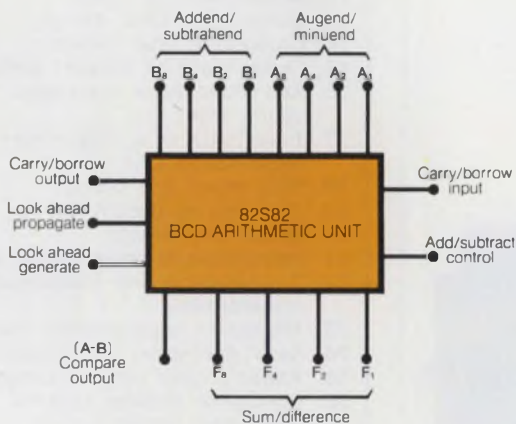 Addend/
subtrahend
Augend/
minuend
B₈ B₄ B₂ B₁ A₈ A₄ A₂ A₁
Carry/borrow
output
Look ahead
propagate
Look ahead
generate
82S82
BCD ARITHMETIC UNIT
Carry/borrow
input
Add/subtract
control
(A-B)
Compare
output
F₈ F₄ F₂ F₁
Sum/difference